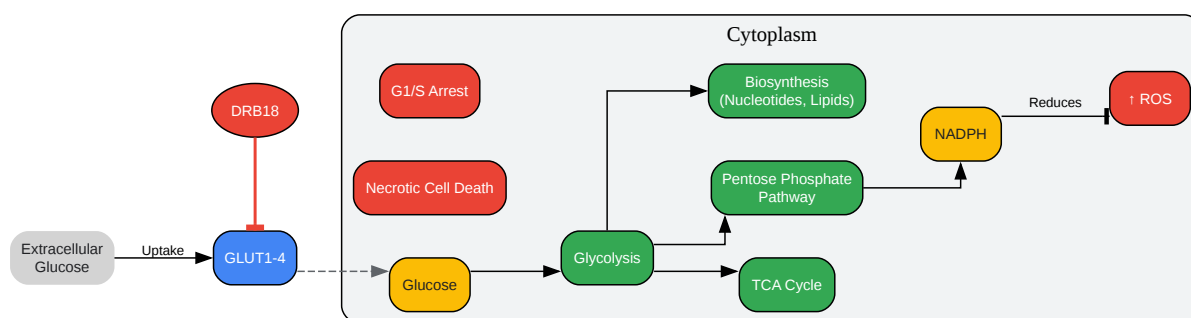 Cytoplasm
G1/S Arrest
Biosynthesis
(Nucleotides, Lipids)
DRB18
Reduces
↑ ROS
NADPH
Necrotic Cell Death
Pentose Phosphate
Pathway
Extracellular
Glucose
Uptake
GLUT1-4
Glucose
Glycolysis
TCA Cycle